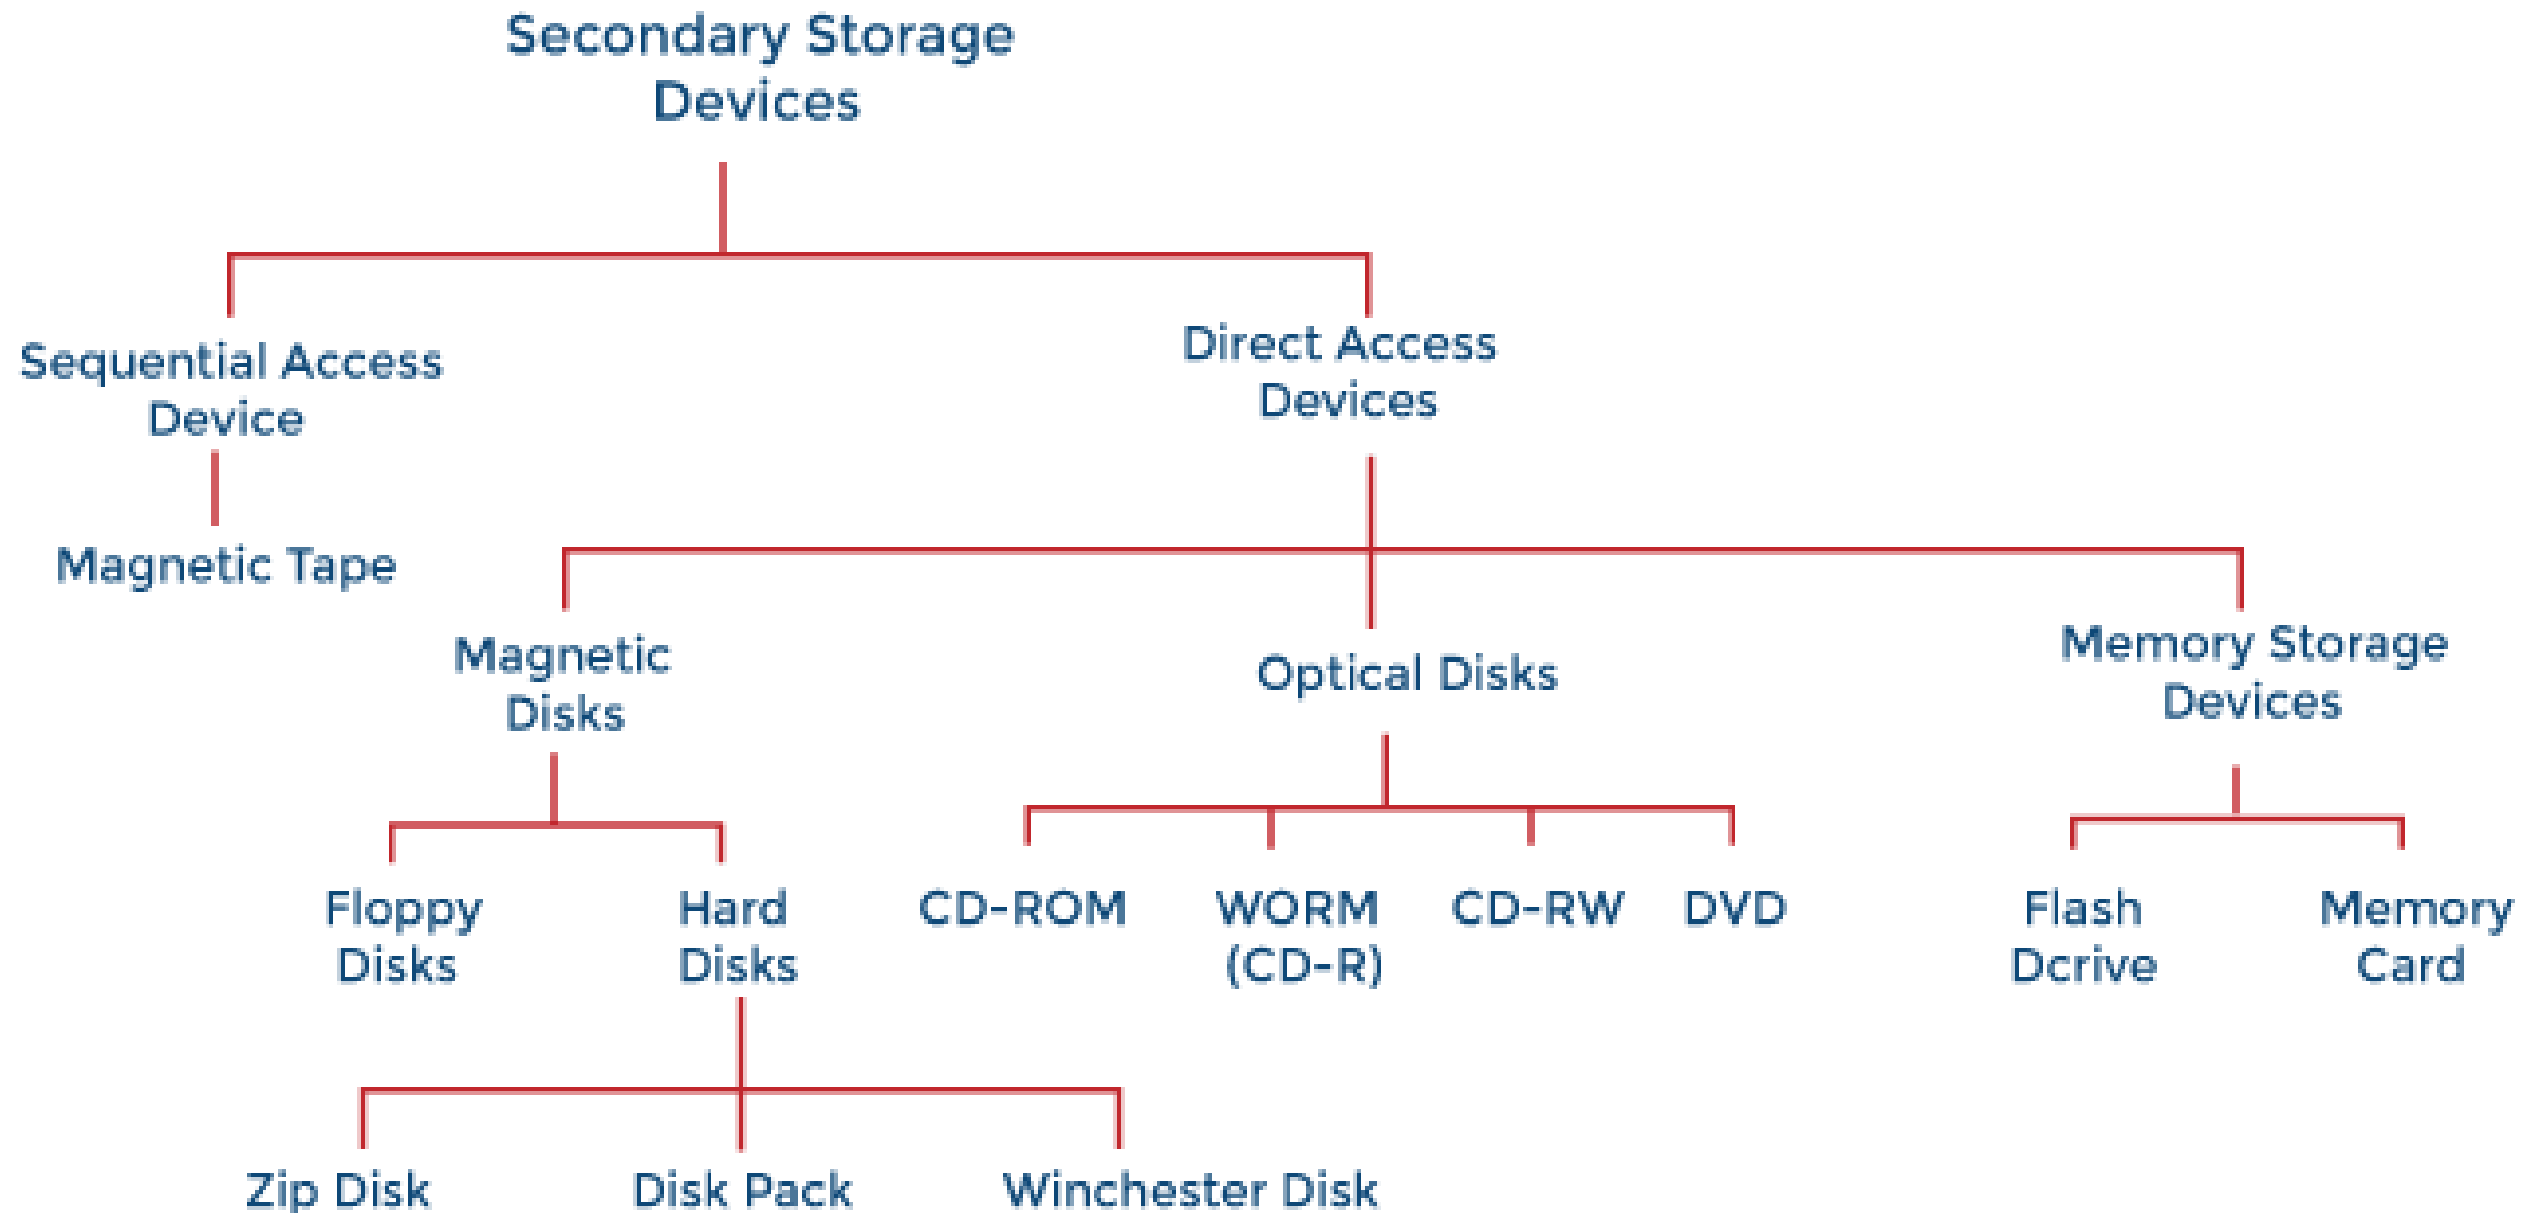 Secondary Storage
Devices
Sequential Access
Device
Direct Access
Devices
Magnetic Tape
Magnetic
Disks
Optical Disks
Memory Storage
Devices
Floppy
Disks
Hard
Disks
CD-ROM
WORM
(CD-R)
CD-RW
DVD
Flash
Dcrive
Memory
Card
Zip Disk
Disk Pack
Winchester Disk